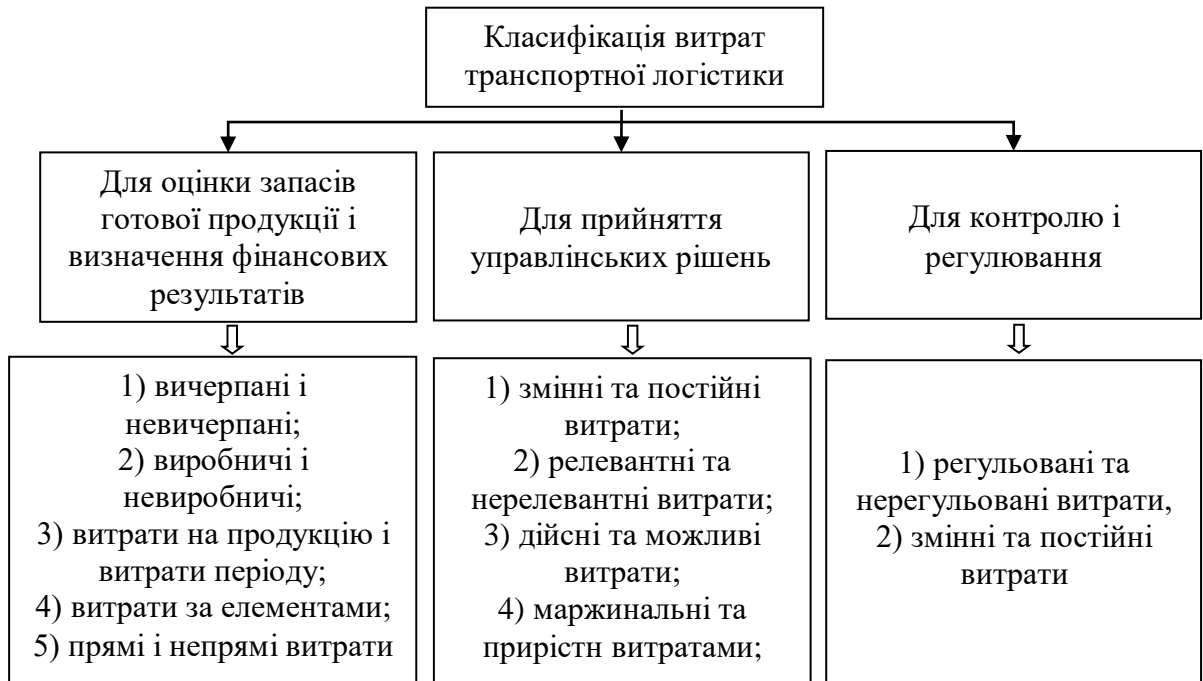 Класифікація витрат
транспортної логістики
Для оцінки запасів
готової продукції і
визначення фінансових
результатів
Для прийняття
управлінських рішень
Для контролю і
регулювання
1) вичерпані і
невичерпані;
2) виробничі і
невиробничі;
3) витрати на продукцію і
витрати періоду;
4) витрати за елементами;
5) прямі і непрямі витрати
1) змінні та постійні
витрати;
2) релевантні та
нерелевантні витрати;
3) дійсні та можливі
витрати;
4) маржинальні та
прирістн витратами;
1) регульовані та
нерегульовані витрати,
2) змінні та постійні
витрати